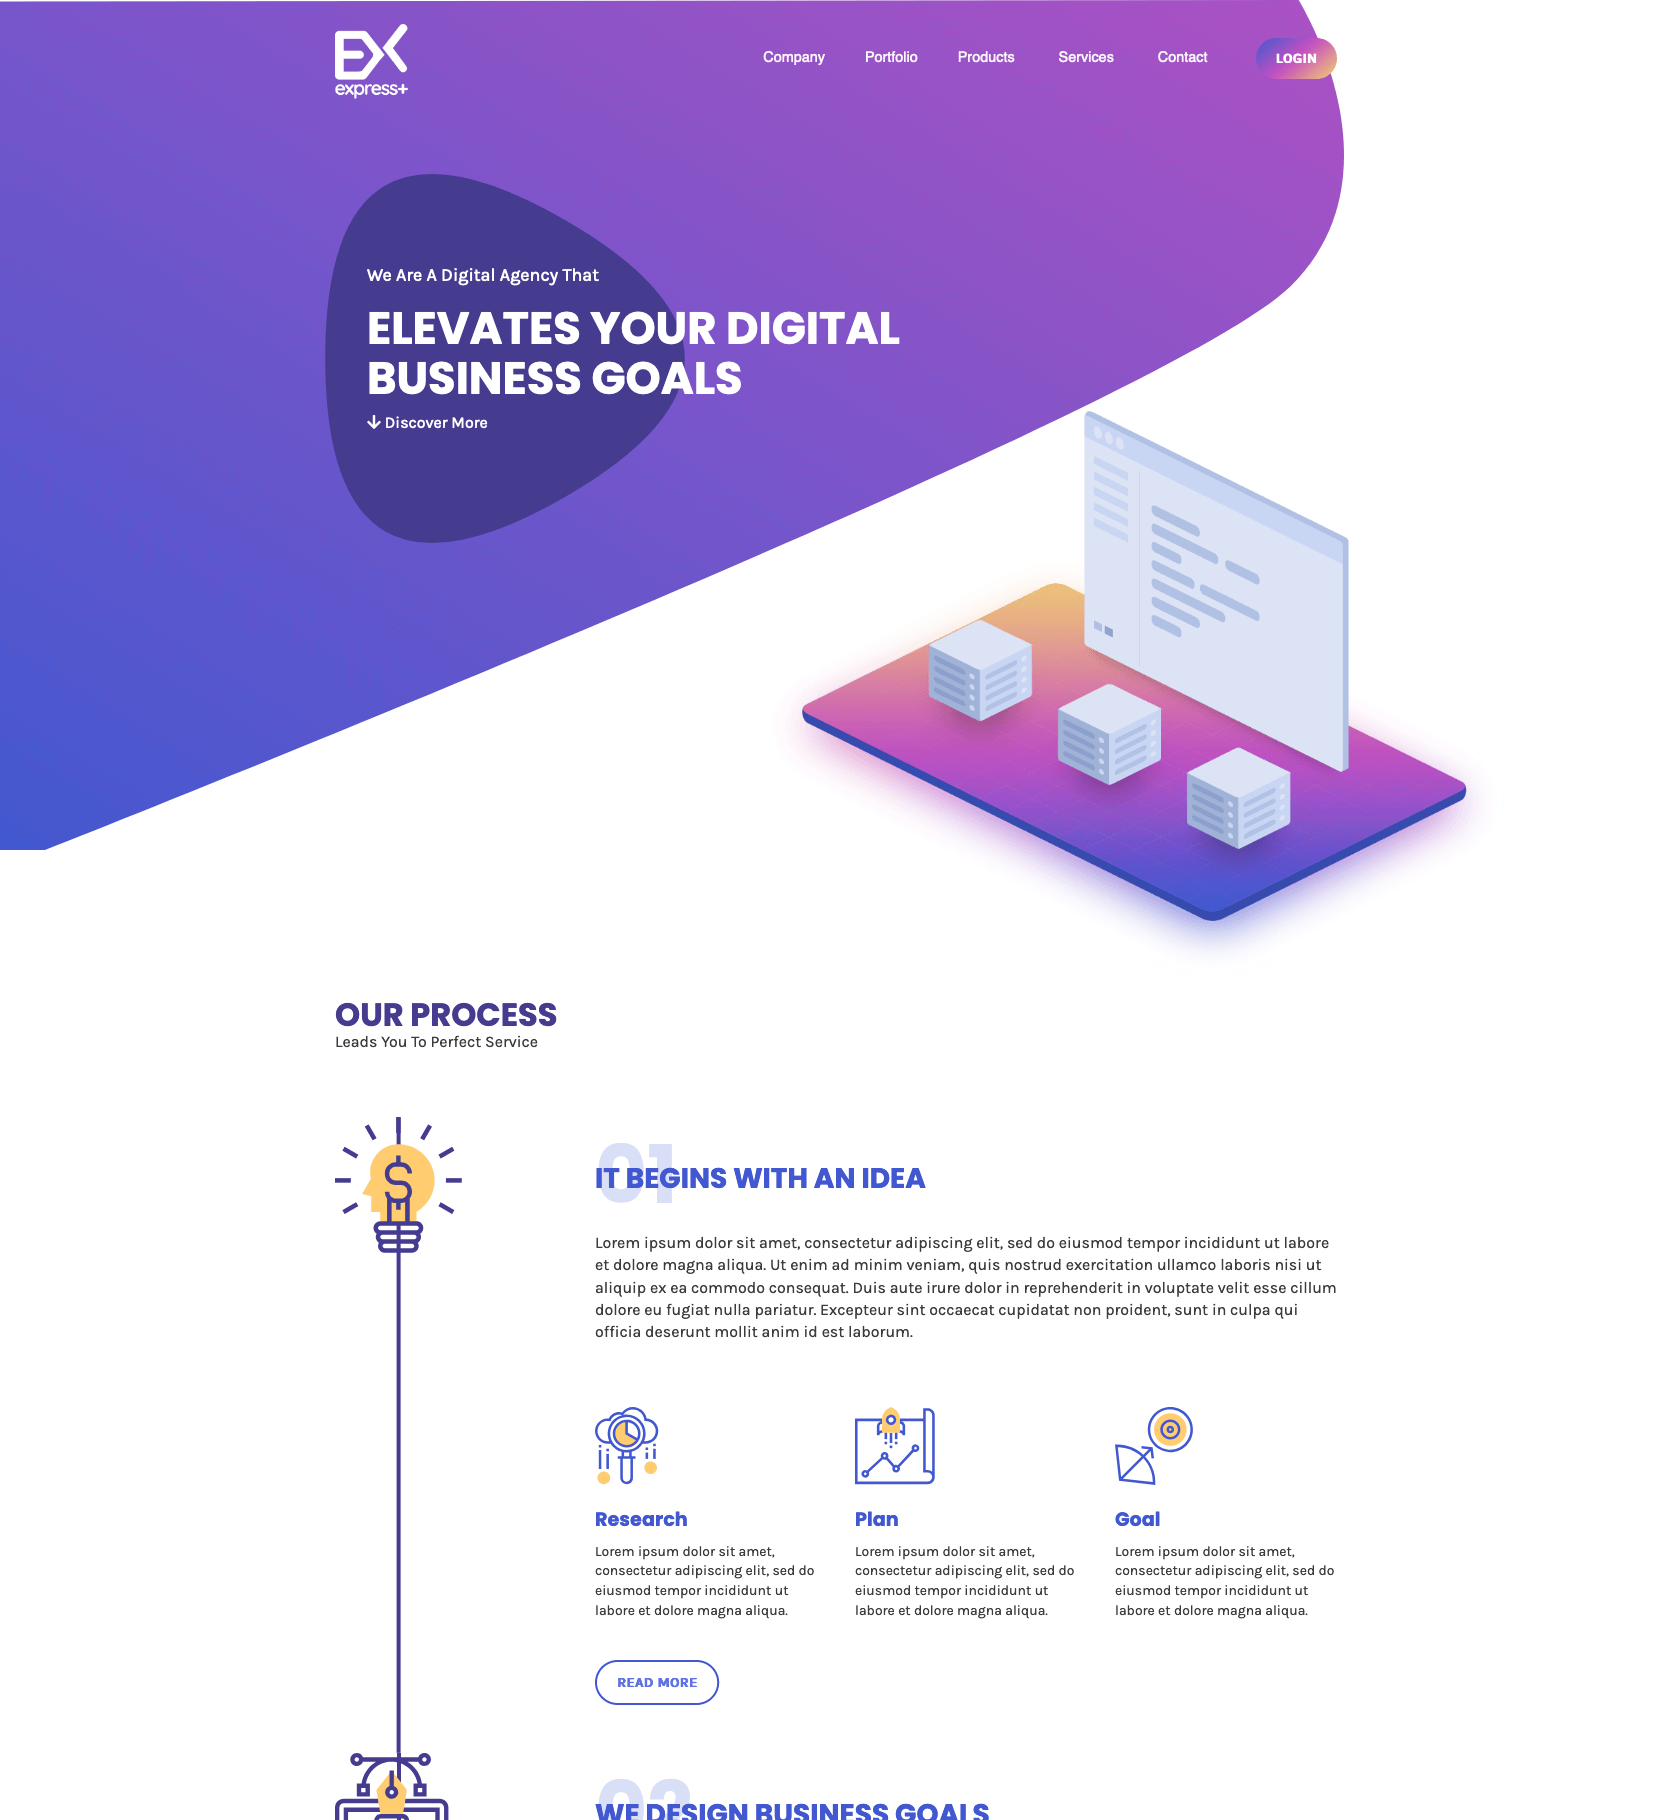 EX
express+
Company Portfolio Products Services Contact LOGIN
We Are A Digital Agency That
ELEVATES YOUR DIGITAL
BUSINESS GOALS
Discover More
OUR PROCESS
Leads You To Perfect Service
01
IT BEGINS WITH AN IDEA
Lorem ipsum dolor sit amet, consectetur adipiscing elit, sed do eiusmod tempor incididunt ut labore
et dolore magna aliqua. Ut enim ad minim veniam, quis nostrud exercitation ullamco laboris nisi ut
aliquip ex ea commodo consequat. Duis aute irure dolor in reprehenderit in voluptate velit esse cillum
dolore eu fugiat nulla pariatur. Excepteur sint occaecat cupidatat non proident, sunt in culpa qui
officia deserunt mollit anim id est laborum.
Research
Lorem ipsum dolor sit amet,
consectetur adipiscing elit, sed do
eiusmod tempor incididunt ut
labore et dolore magna aliqua.
Plan
Lorem ipsum dolor sit amet,
consectetur adipiscing elit, sed do
eiusmod tempor incididunt ut
labore et dolore magna aliqua.
Goal
Lorem ipsum dolor sit amet,
consectetur adipiscing elit, sed do
eiusmod tempor incididunt ut
labore et dolore magna aliqua.
READ MORE
02
WE DESIGN BUSINESS GOALS